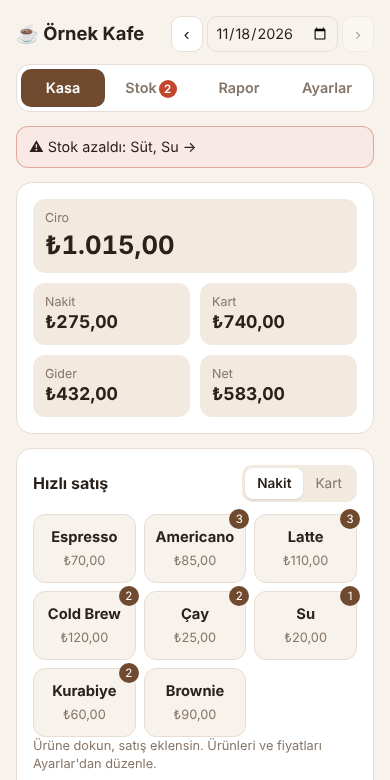 ☕ Örnek Kafe ‹ 11/18/2026 ›
Kasa Stok 2 Rapor Ayarlar
⚠ Stok azaldı: Süt, Su →
Ciro
₺1.015,00
Nakit Kart
₺275,00 ₺740,00
Gider Net
₺432,00 ₺583,00
Hızlı satış Nakit Kart
3 3
Espresso Americano Latte
₺70,00 ₺85,00 ₺110,00
2 2 1
Cold Brew Çay Su
₺120,00 ₺25,00 ₺20,00
2
Kurabiye Brownie
₺60,00 ₺90,00
Ürüne dokun, satış eklensin. Ürünleri ve fiyatları
Ayarlar'dan düzenle.